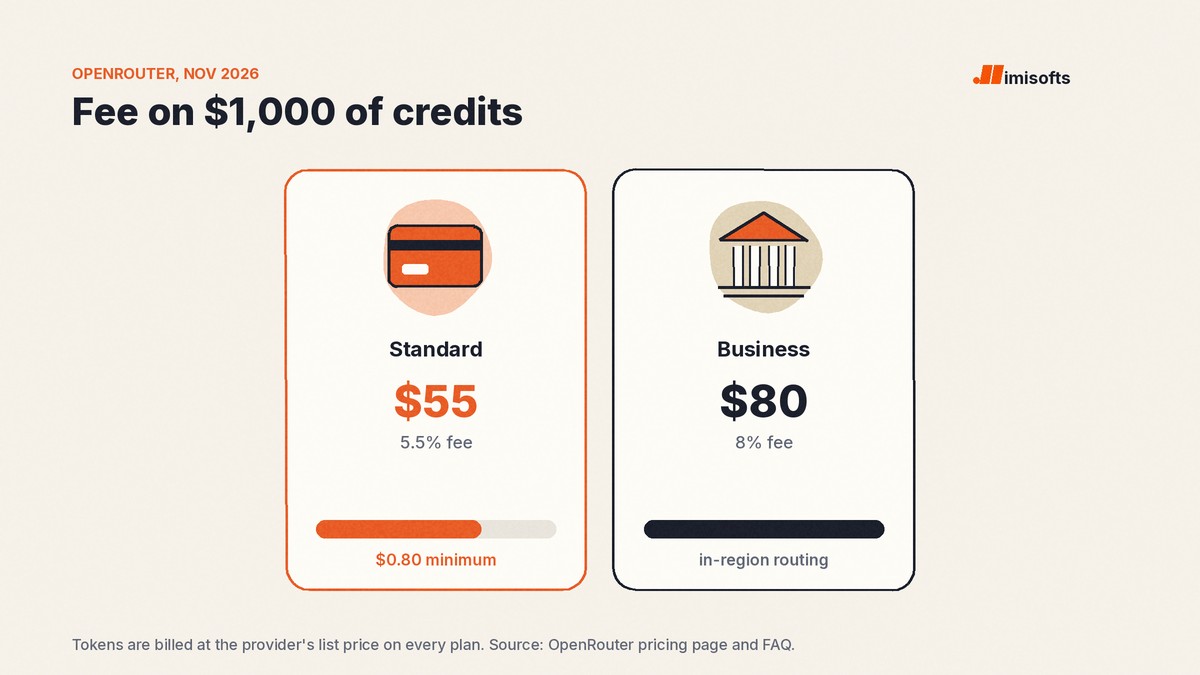 OPENROUTER, NOV 2026
imisofts
Fee on $1,000 of credits
Standard
$55
5.5% fee
$0.80 minimum
Business
$80
8% fee
in-region routing
Tokens are billed at the provider's list price on every plan. Source: OpenRouter pricing page and FAQ.